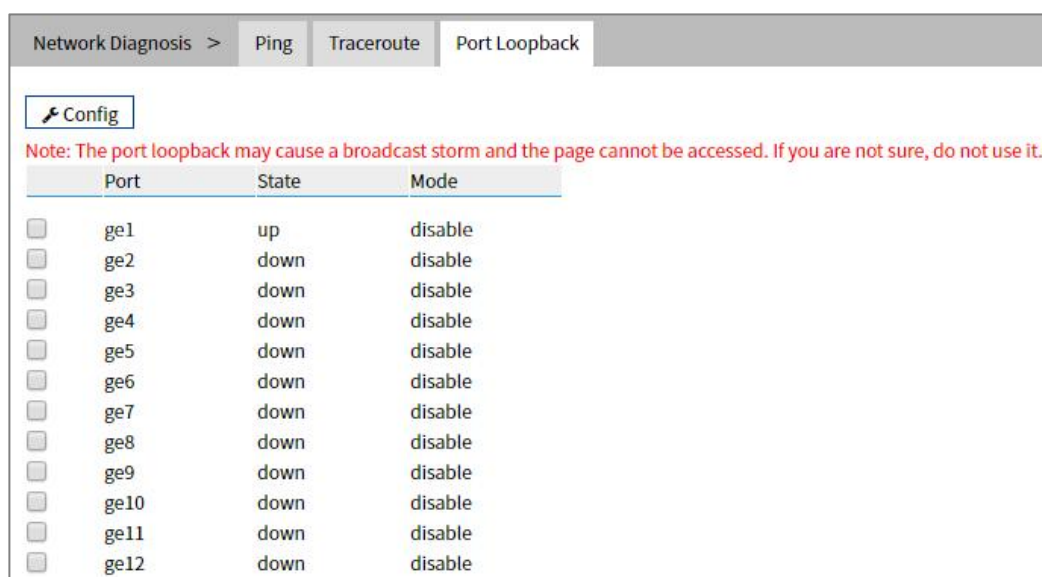 Network Diagnosis > Ping Traceroute Port Loopback
Config
Note: The port loopback may cause a broadcast storm and the page cannot be accessed. If you are not sure, do not use it.
Port State Mode
ge1 up disable
ge2 down disable
ge3 down disable
ge4 down disable
ge5 down disable
ge6 down disable
ge7 down disable
ge8 down disable
ge9 down disable
ge10 down disable
ge11 down disable
ge12 down disable